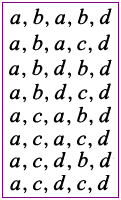 a, b, a, b, d
a, b, a, c, d
a, b, d, b, d
a, b, d, c, d
a, c, a, b, d
a, c, a, c, d
a, c, d, b, d
a, c, d, c, d